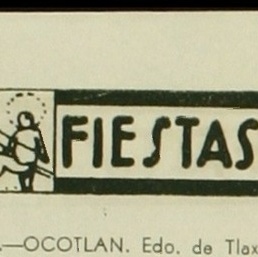 FIESTAS
.—OCOTLAN. Edo. de Tlax